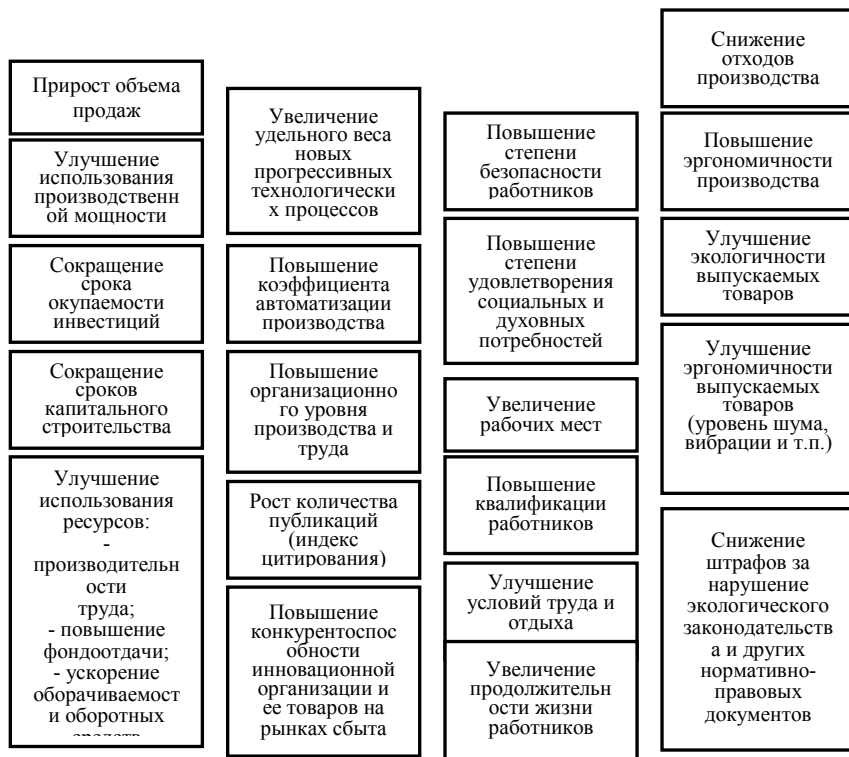 Прирост объема
продаж
Улучшение
использования
производственн
ой мощности
Сокращение
срока
окупаемости
инвестиций
Сокращение
сроков
капитального
строительства
Улучшение
использования
ресурсов:
-
производительн
ости
труда;
- повышение
фондоотдачи;
- ускорение
оборачиваемост
и оборотных
Увеличение
удельного веса
новых
прогрессивных
технологически
х процессов
Повышение
коэффициента
автоматизации
производства
Повышение
организационно
го уровня
производства и
труда
Рост количества
публикаций
(индекс
цитирования)
Повышение
конкурентоспос
обности
инновационной
организации и
ее товаров на
рынках сбыта
Повышение
степени
безопасности
работников
Повышение
степени
удовлетворения
социальных и
духовных
потребностей
Увеличение
рабочих мест
Повышение
квалификации
работников
Улучшение
условий труда и
отдыха
Увеличение
продолжительн
ости жизни
работников
Снижение
отходов
производства
Повышение
эргономичности
производства
Улучшение
экологичности
выпускаемых
товаров
Улучшение
эргономичности
выпускаемых
товаров
(уровень шума,
вибрации и т.п.)
Снижение
штрафов за
нарушение
экологического
законодательств
а и других
нормативно-
правовых
документов